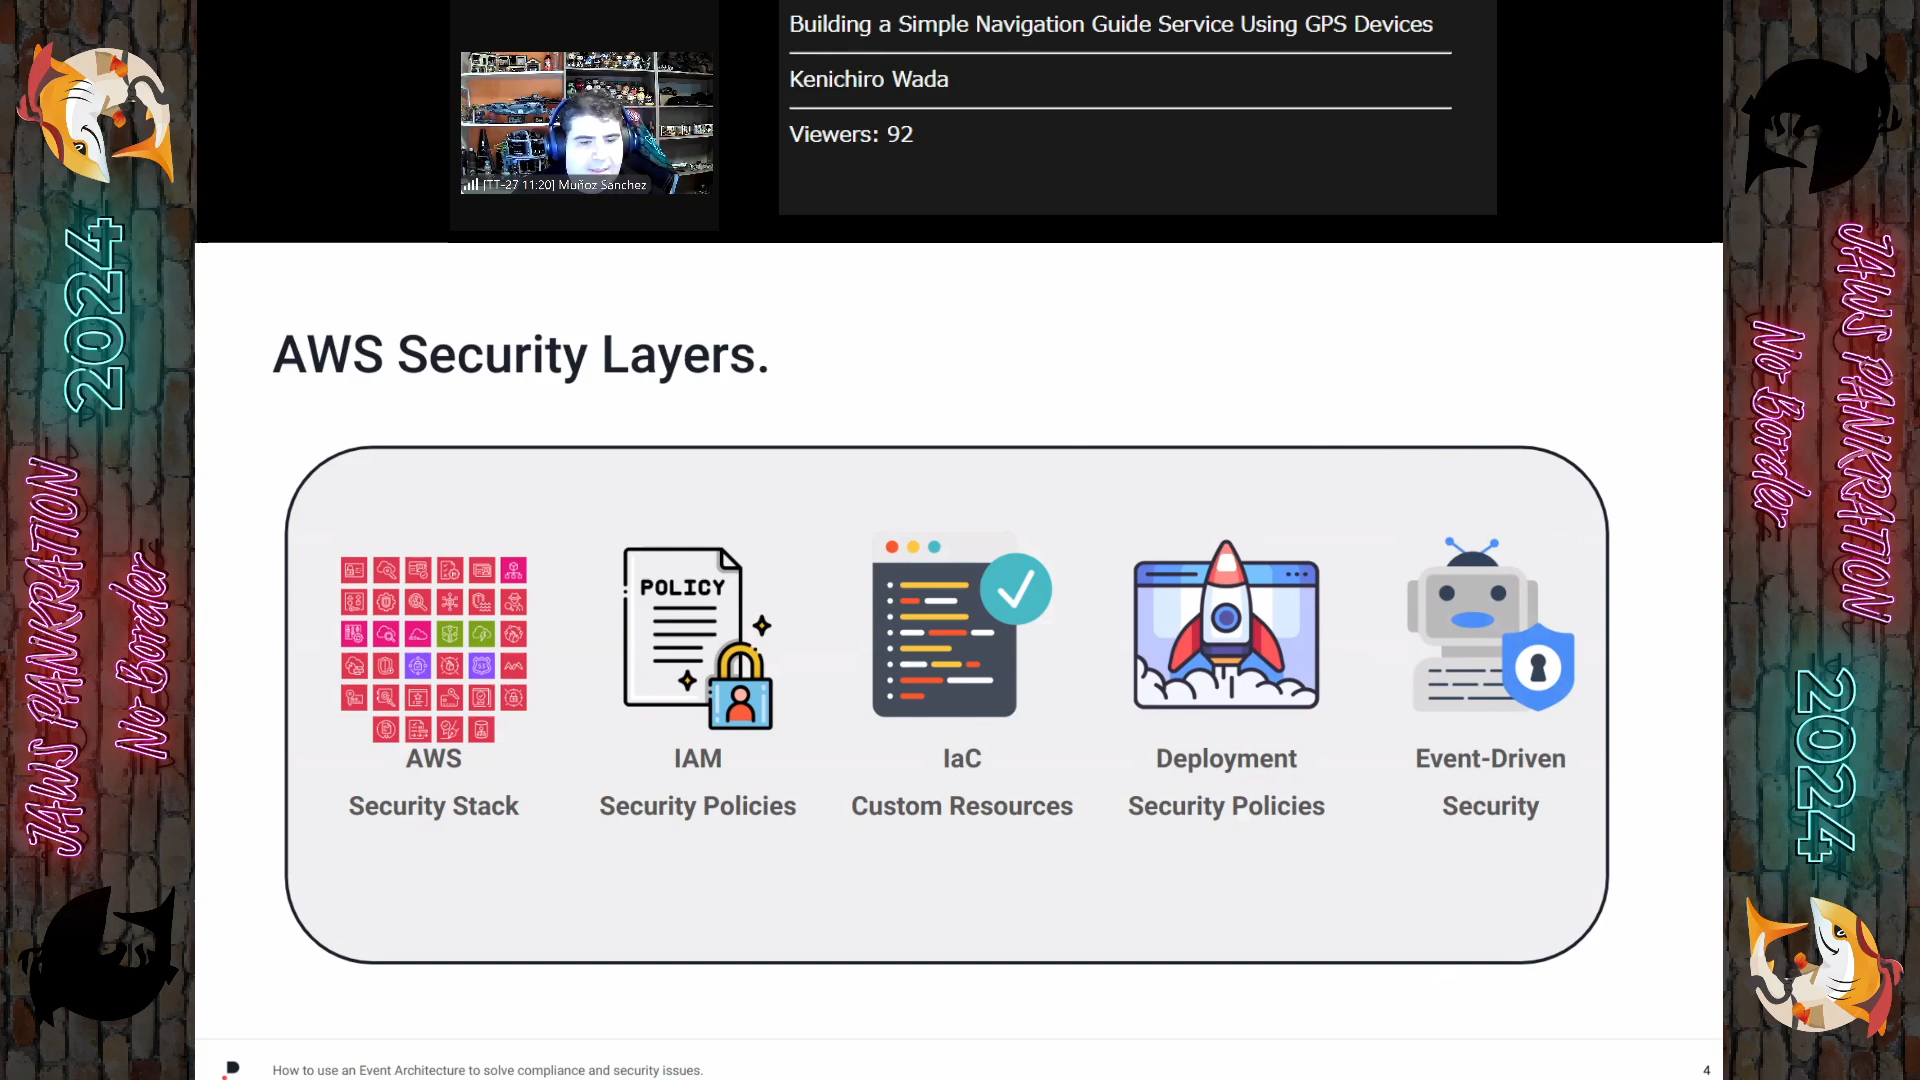 Building a Simple Navigation Guide Service Using GPS Devices
Kenichiro Wada
Viewers: 92
[TT-27 11:20] Muñoz Sanchez
2024
JAWS PANKRATION
No Border
JAWS PANKRATION
No Border
2024
AWS Security Layers.
POLICY
AWS
Security Stack
IAM
Security Policies
IaC
Custom Resources
Deployment
Security Policies
Event-Driven
Security
How to use an Event Architecture to solve compliance and security issues.
4